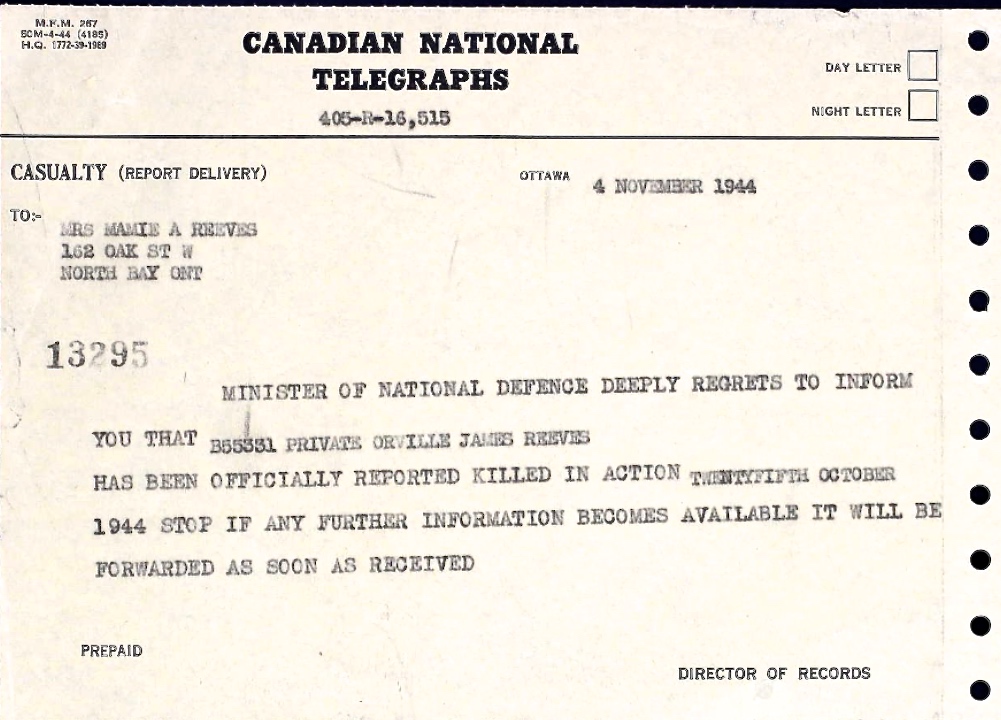 M.F.M. 267
5CM-4-44 (4185)
H.Q. 1772-39-1989
CANADIAN NATIONAL
TELEGRAPHS
405-R-16,515
DAY LETTER
NIGHT LETTER
CASUALTY (REPORT DELIVERY)
OTTAWA 4 NOVEMBER 1944
TO:-
MRS MAMIE A REEVES
162 OAK ST W
NORTH BAY ONT
13295
MINISTER OF NATIONAL DEFENCE DEEPLY REGRETS TO INFORM
YOU THAT B55331 PRIVATE ORVILLE JAMES REEVES
HAS BEEN OFFICIALLY REPORTED KILLED IN ACTION TWENTYFIFTH OCTOBER
1944 STOP IF ANY FURTHER INFORMATION BECOMES AVAILABLE IT WILL BE
FORWARDED AS SOON AS RECEIVED
PREPAID
DIRECTOR OF RECORDS